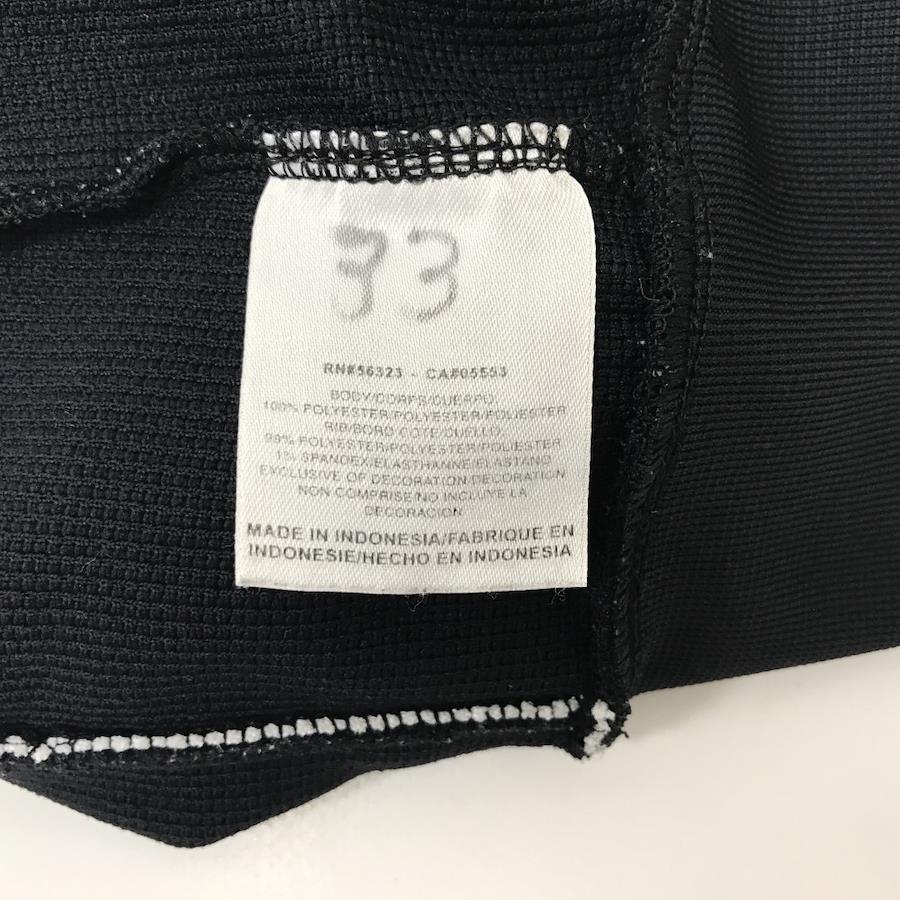 73
RN#56323 - CA#05553
BODY/CORPS/CUERPO
100% POLYESTER/POLYESTER/POLIESTER
RIB/BORD COTE/CUELLO
99% POLYESTER/POLYESTER/POLIESTER
1% SPANDEX/ELASTHANNE/ELASTANO
EXCLUSIVE OF DECORATION DECORATION
NON COMPRISE/NO INCLUYE LA
DECORACION
MADE IN INDONESIA/FABRIQUE EN
INDONESIE/HECHO EN INDONESIA